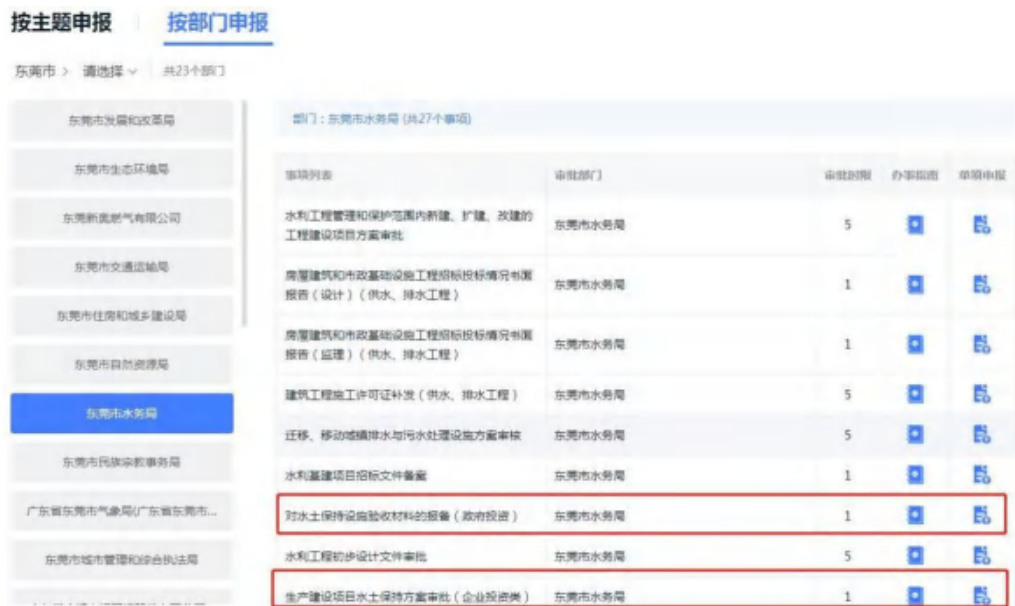 按主题申报
按部门申报
东莞市 >
请选择
共23个部门
东莞市发展和改革局
东莞市生态环境局
东莞新奥燃气有限公司
东莞市交通运输局
东莞市住房和城乡建设局
东莞市自然资源局
东莞市水务局
东莞市民族宗教事务局
广东省东莞市气象局(广东省东莞市...
东莞市城市管理和综合执法局
部门：东莞市水务局 (共27个事项)
事项列表 审批部门 审批时限 办事指南 单项申报
水利工程管理和保护范围内新建、扩建、改建的
工程建设项目方案审批 东莞市水务局 5
房屋建筑和市政基础设施工程招标投标情况书面
报告（设计）（供水、排水工程） 东莞市水务局 1
房屋建筑和市政基础设施工程招标投标情况书面
报告（监理）（供水、排水工程） 东莞市水务局 1
建筑工程施工许可证补发（供水、排水工程） 东莞市水务局 5
迁移、移动城镇排水与污水处理设施方案审核 东莞市水务局 5
水利基建项目招标文件备案 东莞市水务局 1
对水土保持设施验收材料的报备（政府投资） 东莞市水务局 1
水利工程初步设计文件审批 东莞市水务局 5
生产建设项目水土保持方案审批（企业投资类） 东莞市水务局 1